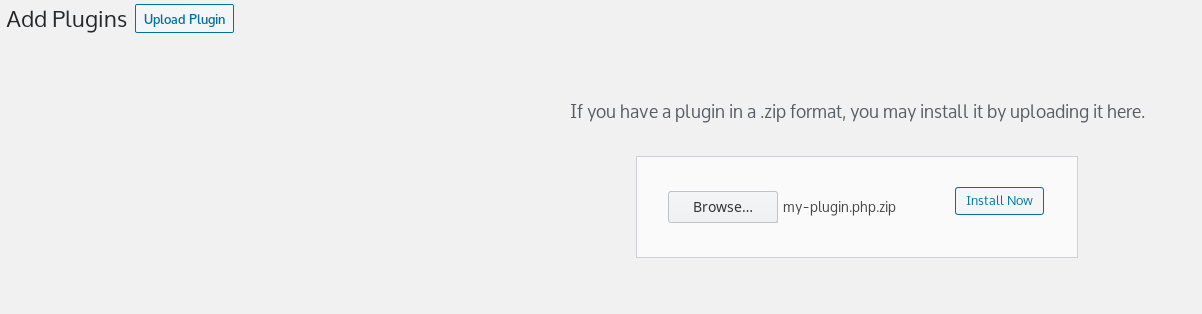 Add Plugins Upload Plugin
If you have a plugin in a .zip format, you may install it by uploading it here.
Browse... my-plugin.php.zip Install Now